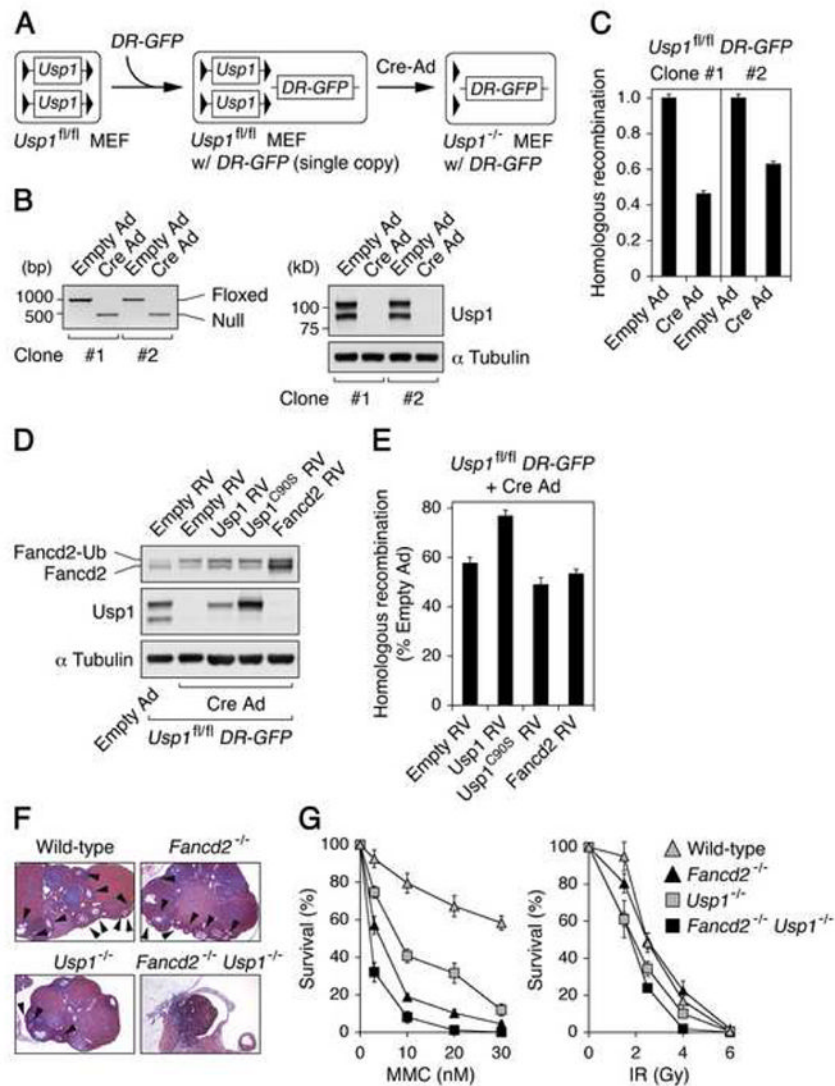 A
DR-GFP
Usp1
Usp1
Usp1fl/fl MEF
Usp1
Usp1
DR-GFP
Usp1fl/fl MEF
w/ DR-GFP (single copy)
Cre-Ad
DR-GFP
Usp1-/- MEF
w/ DR-GFP
B
(bp)
Empty Ad
Cre Ad
Empty Ad
Cre Ad
1000
500
Floxed
Null
Clone #1 #2
(kD)
Empty Ad
Cre Ad
Empty Ad
Cre Ad
100
75
Usp1
α Tubulin
Clone #1 #2
C
Usp1fl/fl DR-GFP
Clone #1 #2
Homologous recombination
1.0
0.8
0.6
0.4
0.2
0
Empty Ad
Cre Ad
Empty Ad
Cre Ad
D
Empty RV
Empty RV
Usp1 RV
Usp1C90S RV
Fancd2 RV
Fancd2-Ub
Fancd2
Usp1
α Tubulin
Empty Ad
Cre Ad
Usp1fl/fl DR-GFP
E
Usp1fl/fl DR-GFP
+ Cre Ad
Homologous recombination
(% Empty Ad)
80
60
40
20
0
Empty RV
Usp1 RV
Usp1C90S RV
Fancd2 RV
F
Wild-type
Fancd2-/-
Usp1-/-
Fancd2-/- Usp1-/-
G
Survival (%)
100
80
60
40
20
0
0 10 20 30
MMC (nM)
Survival (%)
100
80
60
40
20
0
0 2 4 6
IR (Gy)
Wild-type
Fancd2-/-
Usp1-/-
Fancd2-/- Usp1-/-